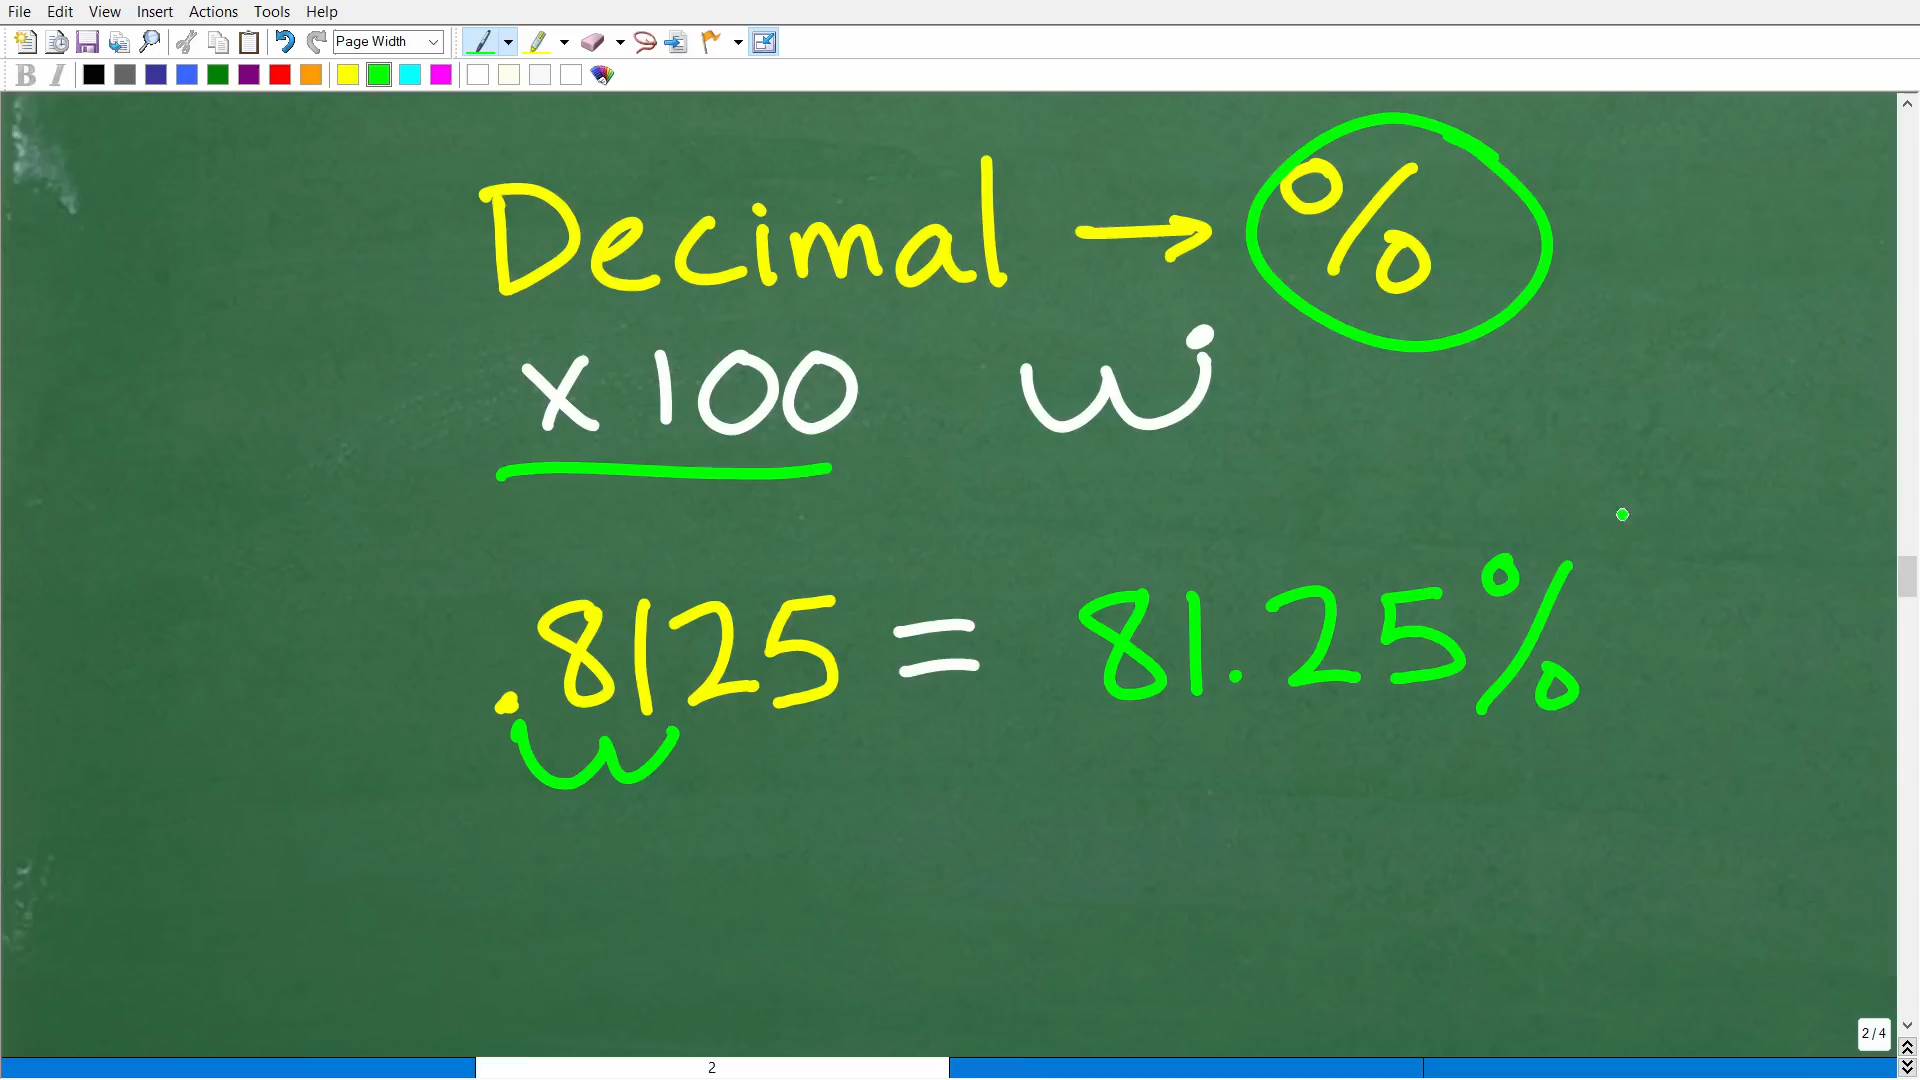 File Edit View Insert Actions Tools Help
Page Width
B I
Decimal → %
x 100
.8125 = 81.25%
2 / 4
2